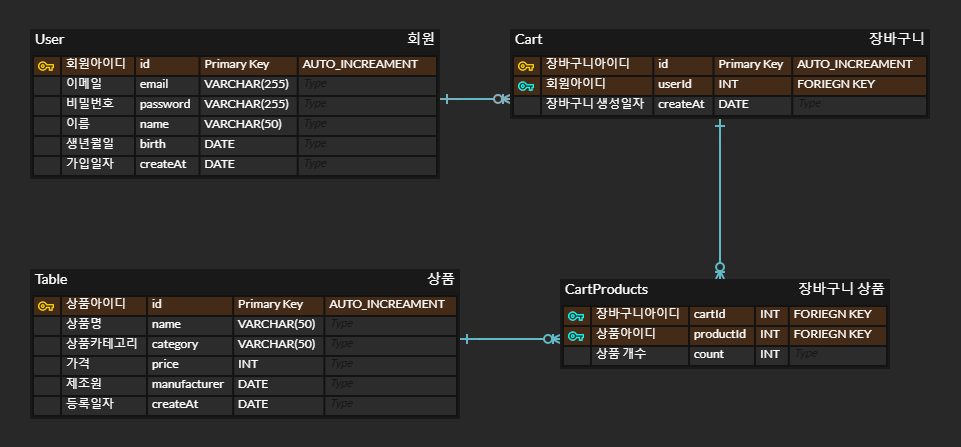 User 회원
회원아이디 id Primary Key AUTO_INCREAMENT
이메일 email VARCHAR(255) Type
비밀번호 password VARCHAR(255) Type
이름 name VARCHAR(50) Type
생년월일 birth DATE Type
가입일자 createAt DATE Type
Cart 장바구니
장바구니아이디 id Primary Key AUTO_INCREAMENT
회원아이디 userId INT FORIEGN KEY
장바구니 생성일자 createAt DATE Type
Table 상품
상품아이디 id Primary Key AUTO_INCREAMENT
상품명 name VARCHAR(50) Type
상품카테고리 category VARCHAR(50) Type
가격 price INT Type
제조원 manufacturer DATE Type
등록일자 createAt DATE Type
CartProducts 장바구니 상품
장바구니아이디 cartId INT FORIEGN KEY
상품아이디 productId INT FORIEGN KEY
상품 개수 count INT Type